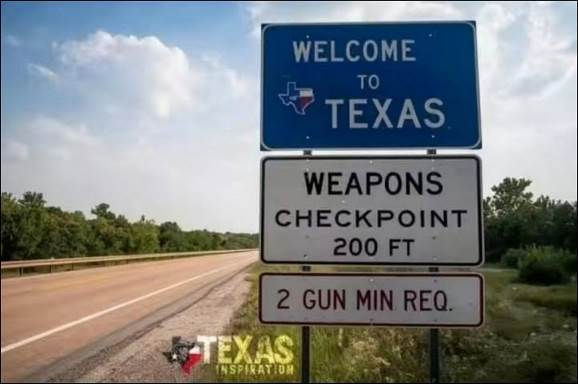 WELCOME
TO
TEXAS
WEAPONS
CHECKPOINT
200 FT
2 GUN MIN REQ.
TEXAS
INSPIRATION